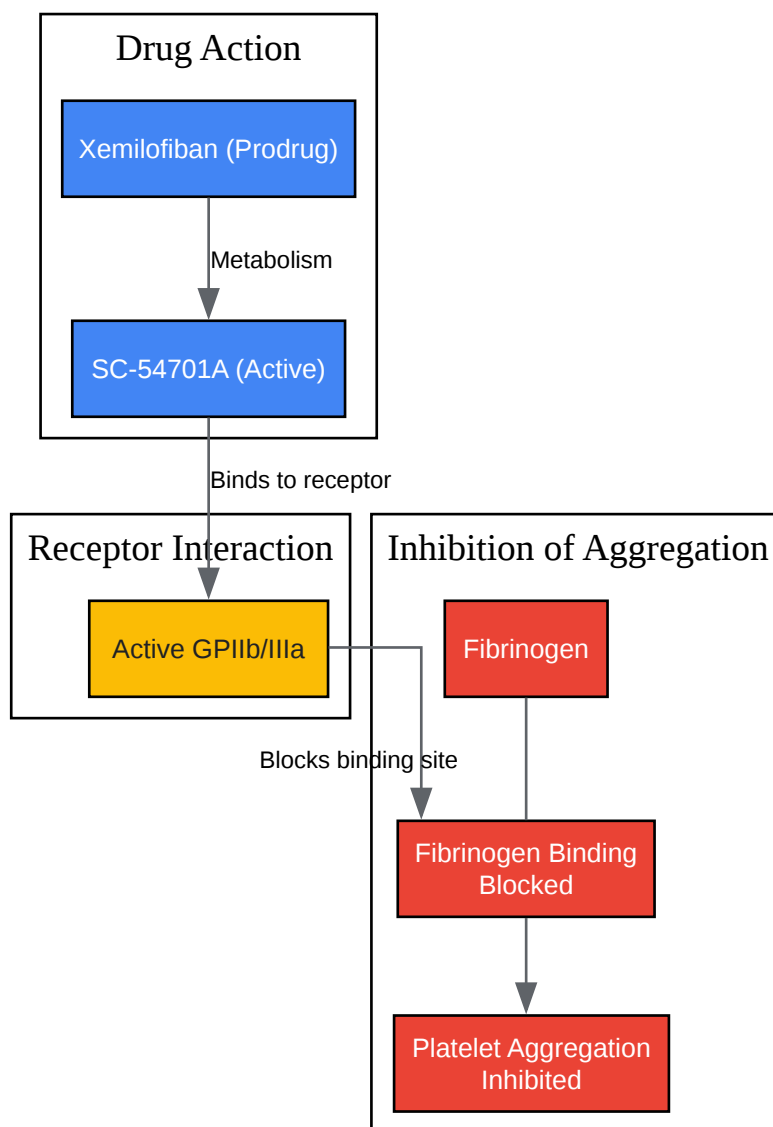 Drug Action
Xemilofiban (Prodrug)
Metabolism
SC-54701A (Active)
Binds to receptor
Receptor Interaction
Active GPIIb/IIIa
Blocks binding site
Inhibition of Aggregation
Fibrinogen
Fibrinogen Binding
Blocked
Platelet Aggregation
Inhibited